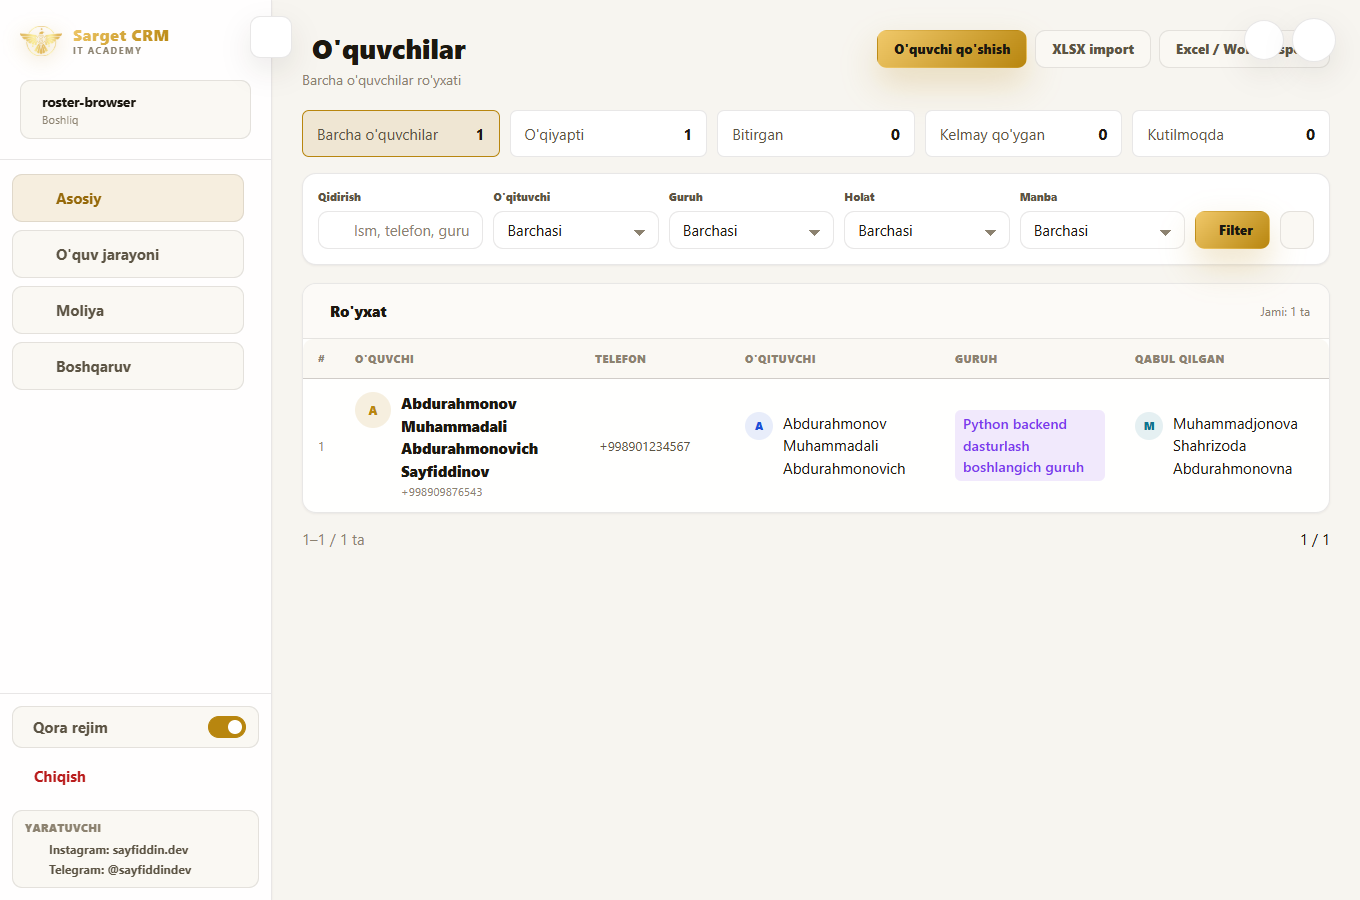 Sarget CRM
IT ACADEMY
roster-browser
Boshliq
Asosiy
O'quv jarayoni
Moliya
Boshqaruv
Qora rejim
Chiqish
YARATUVCHI
Instagram: sayfiddin.dev
Telegram: @sayfiddindev
O'quvchilar
Barcha o'quvchilar ro'yxati
O'quvchi qo'shish
XLSX import
Excel /
Barcha o'quvchilar 1
O'qiyapti 1
Bitirgan 0
Kelmay qo'ygan 0
Kutilmoqda 0
Qidirish O'qituvchi Guruh Holat Manba
Ism, telefon, guru Barchasi Barchasi Barchasi Barchasi Filter
Ro'yxat
Jami: 1 ta
# O'QUVCHI TELEFON O'QITUVCHI GURUH QABUL QILGAN
1
A
Abdurahmonov
Muhammadali
Abdurahmonovich
Sayfiddinov
+998909876543
+998901234567
A
Abdurahmonov
Muhammadali
Abdurahmonovich
Python backend
dasturlash
boshlangich guruh
M
Muhammadjonova
Shahrizoda
Abdurahmonovna
1–1 / 1 ta
1 / 1